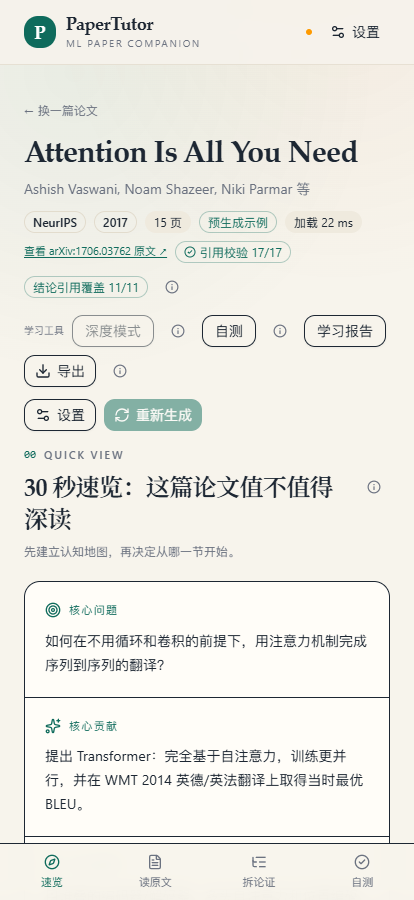 P
PaperTutor
ML PAPER COMPANION
设置
← 换一篇论文
Attention Is All You Need
Ashish Vaswani, Noam Shazeer, Niki Parmar 等
NeurIPS 2017 15 页 预生成示例 加载 22 ms
查看 arXiv:1706.03762 原文 ↗ 引用校验 17/17
结论引用覆盖 11/11
学习工具 深度模式 自测 学习报告
导出
设置 重新生成
00 QUICK VIEW
30 秒速览：这篇论文值不值得
深读
先建立认知地图，再决定从哪一节开始。
核心问题
如何在不用循环和卷积的前提下，用注意力机制完成
序列到序列的翻译？
核心贡献
提出 Transformer：完全基于自注意力，训练更并
行，并在 WMT 2014 英德/英法翻译上取得当时最优
BLEU。
速览 读原文 拆论证 自测